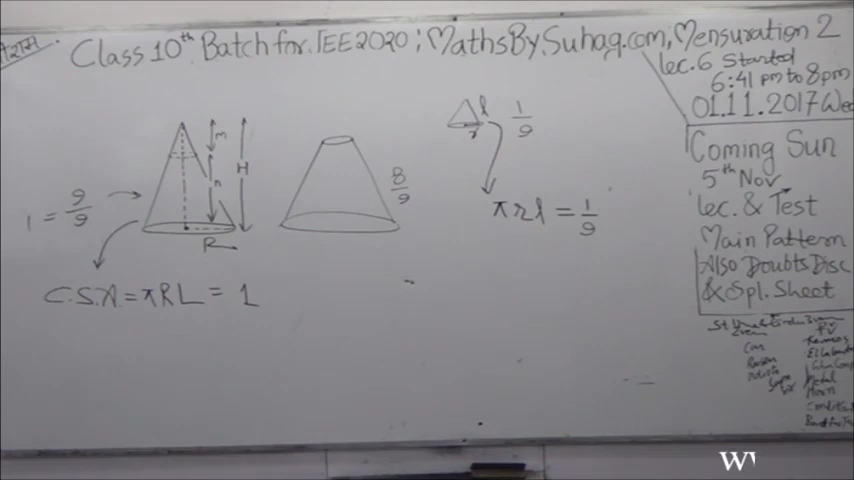 Class 10th Batch for IEE2020; MathsBySuhag.com; Mensuration 2
Lec.6 Started
6:41 pm to 8pm
01.11.2017 Wed
Coming Sun
5th Nov
Lec. & Test
Main Pattern
Also Doubts Disc
& Spl. Sheet
1 = 9/9
m
n
H
R
C.S.A. = πRL = 1
8/9
l
r
1/9
πrl = 1/9
W